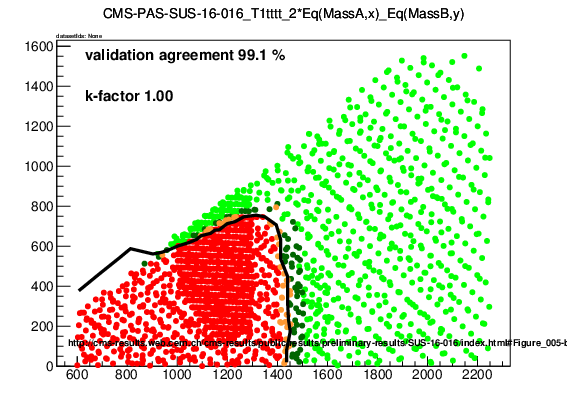 CMS-PAS-SUS-16-016_T1tttt_2*Eq(MassA,x)_Eq(MassB,y)
datasetIds: None
validation agreement 99.1 %
k-factor 1.00
1600
1400
1200
1000
800
600
400
200
0
http://cms-results.web.cern.ch/cms-results/public-results/preliminary-results/SUS-16-016/index.html#Figure_005-b
600 800 1000 1200 1400 1600 1800 2000 2200